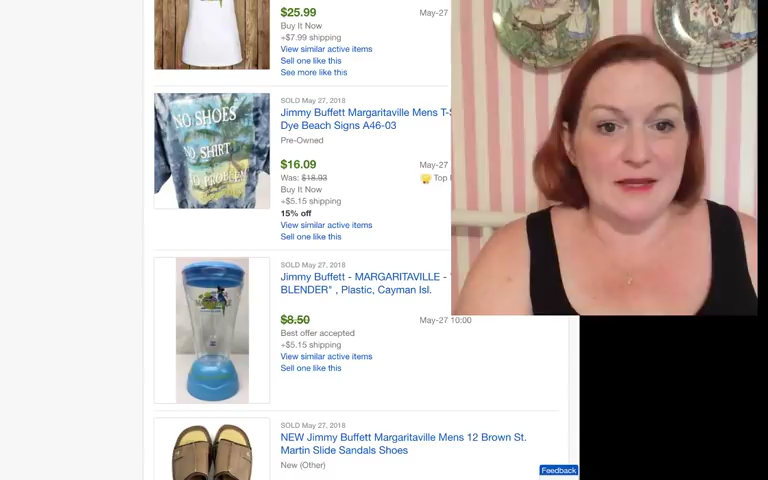 $25.99
May-27
Buy It Now
+$7.99 shipping
View similar active items
Sell one like this
See more like this
SOLD May 27, 2018
Jimmy Buffett Margaritaville Mens T-S
Dye Beach Signs A46-03
Pre-Owned
$16.09
May-27
Was: $18.93
Top
Buy It Now
+$5.15 shipping
15% off
View similar active items
Sell one like this
NO SHOES
NO SHIRT
NO PROBLEM
SOLD May 27, 2018
Jimmy Buffett - MARGARITAVILLE -
BLENDER" , Plastic, Cayman Isl.
$8.50
May-27 10:00
Best offer accepted
+$5.15 shipping
View similar active items
Sell one like this
SOLD May 27, 2018
NEW Jimmy Buffett Margaritaville Mens 12 Brown St.
Martin Slide Sandals Shoes
New (Other)
Feedback